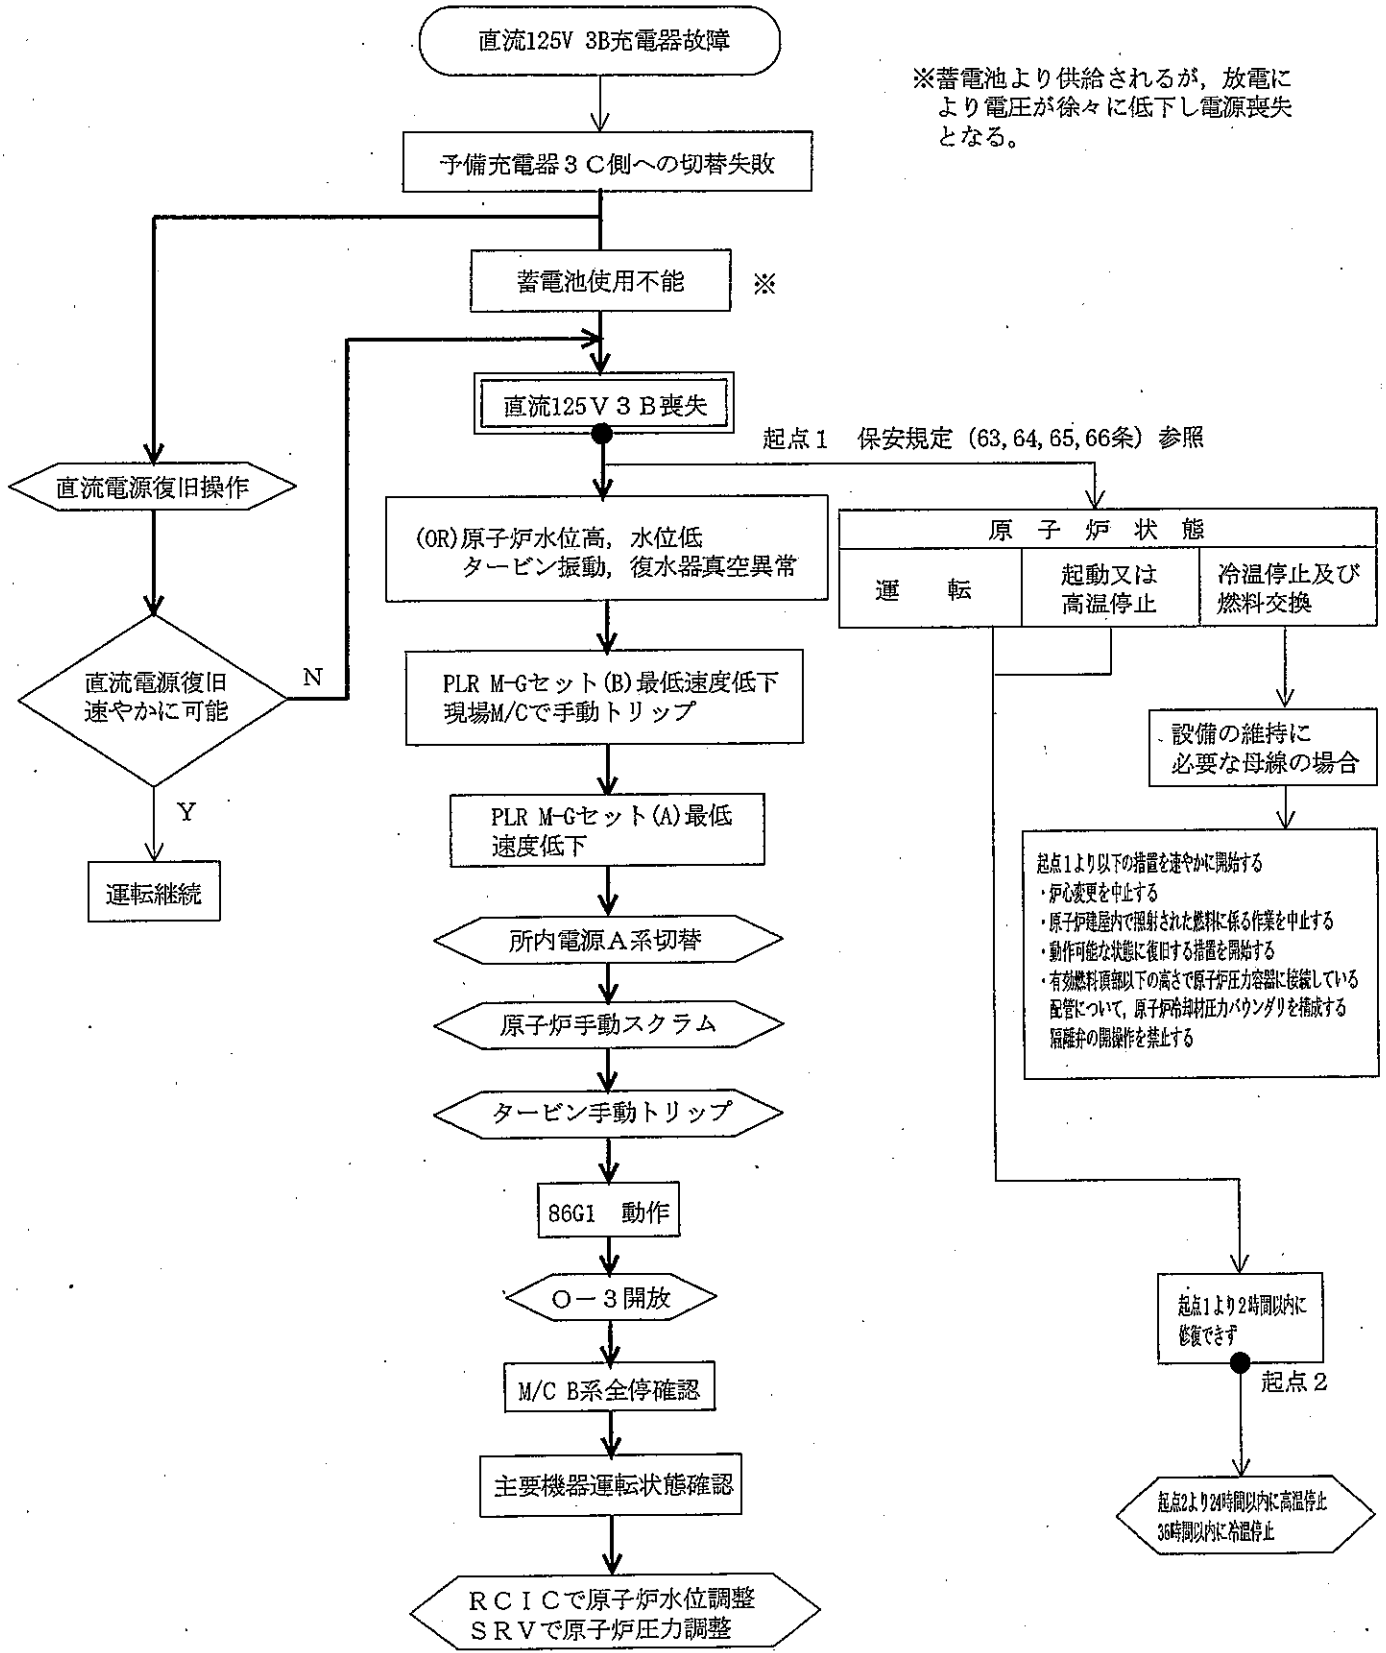 直流125V 3B充電器故障
※蓄電池より供給されるが，放電に
より電圧が徐々に低下し電源喪失
となる。
予備充電器３Ｃ側への切替失敗
蓄電池使用不能 ※
直流125Ｖ３Ｂ喪失
起点１ 保安規定（63,64,65,66条）参照
直流電源復旧操作
(OR)原子炉水位高，水位低
タービン振動，復水器真空異常
原子炉状態
運転
起動又は
高温停止
冷温停止及び
燃料交換
直流電源復旧
速やかに可能
N
Y
運転継続
PLR M-Gセット(B)最低速度低下
現場M/Cで手動トリップ
設備の維持に
必要な母線の場合
PLR M-Gセット(A)最低
速度低下
起点1より以下の措置を速やかに開始する
・炉心変更を中止する
・原子炉建屋内で照射された燃料に係る作業を中止する
・動作可能な状態に復旧する措置を開始する
・有効燃料頂部以下の高さで原子炉圧力容器に接続している
配管について，原子炉冷却材圧力バウンダリを構成する
隔離弁の開操作を禁止する
所内電源Ａ系切替
原子炉手動スクラム
タービン手動トリップ
86G1 動作
Ｏ－３開放
起点1より2時間以内に
修復できず
起点２
M/C B系全停確認
主要機器運転状態確認
起点2より24時間以内に高温停止
36時間以内に冷温停止
ＲＣＩＣで原子炉水位調整
ＳＲＶで原子炉圧力調整